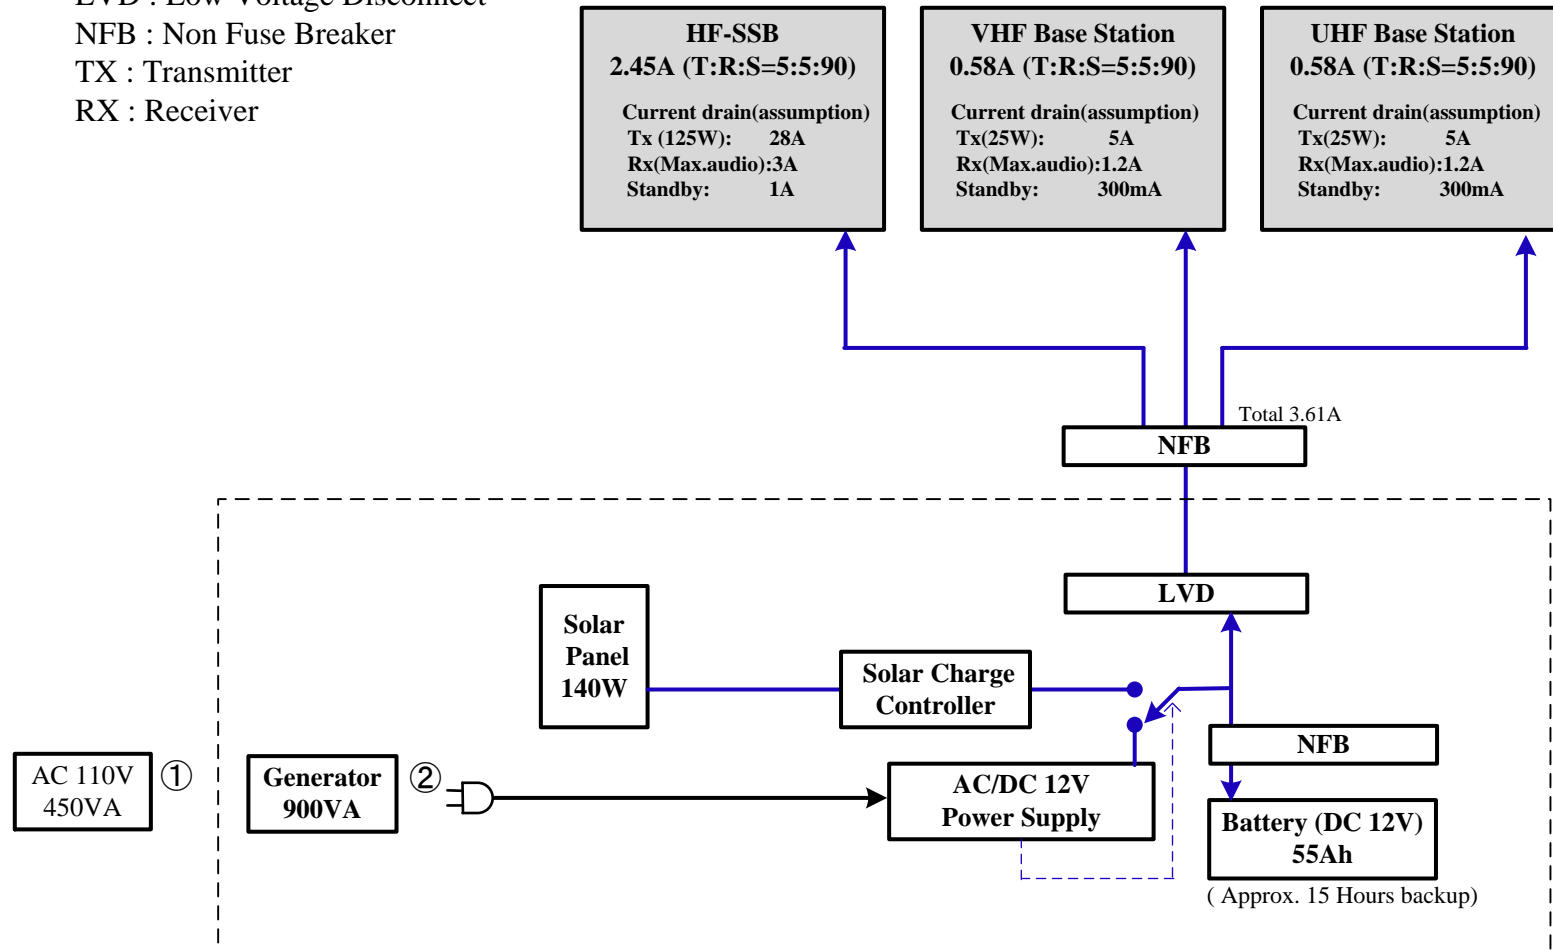 LVD : Low Voltage Disconnect
NFB : Non Fuse Breaker
TX : Transmitter
RX : Receiver
HF-SSB
2.45A (T:R:S=5:5:90)
Current drain(assumption)
Tx (125W): 28A
Rx(Max.audio):3A
Standby: 1A
VHF Base Station
0.58A (T:R:S=5:5:90)
Current drain(assumption)
Tx(25W): 5A
Rx(Max.audio):1.2A
Standby: 300mA
UHF Base Station
0.58A (T:R:S=5:5:90)
Current drain(assumption)
Tx(25W): 5A
Rx(Max.audio):1.2A
Standby: 300mA
Total 3.61A
NFB
LVD
Solar
Panel
140W
Solar Charge
Controller
NFB
AC 110V
450VA
①
Generator
900VA
②
AC/DC 12V
Power Supply
Battery (DC 12V)
55Ah
( Approx. 15 Hours backup)